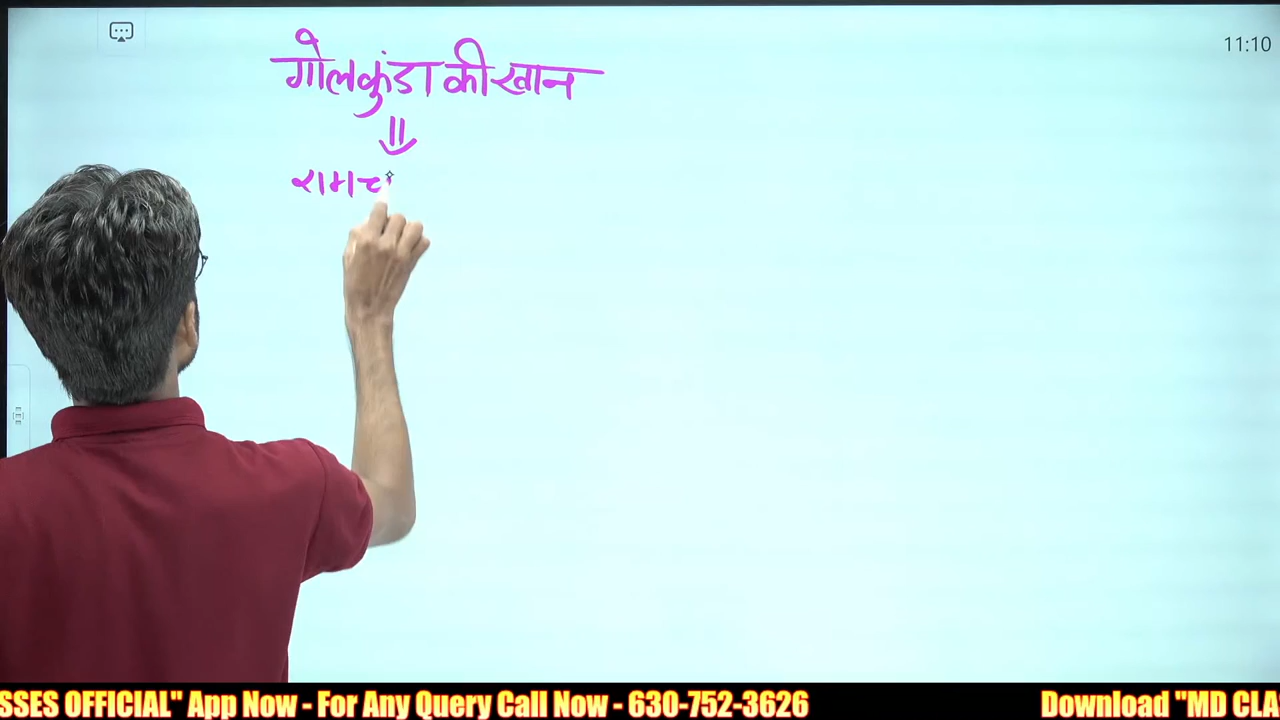 11:10
गोलकुंडा की खान
⇓
रामच
SSES OFFICIAL" App Now - For Any Query Call Now - 630-752-3626 Download "MD CLA